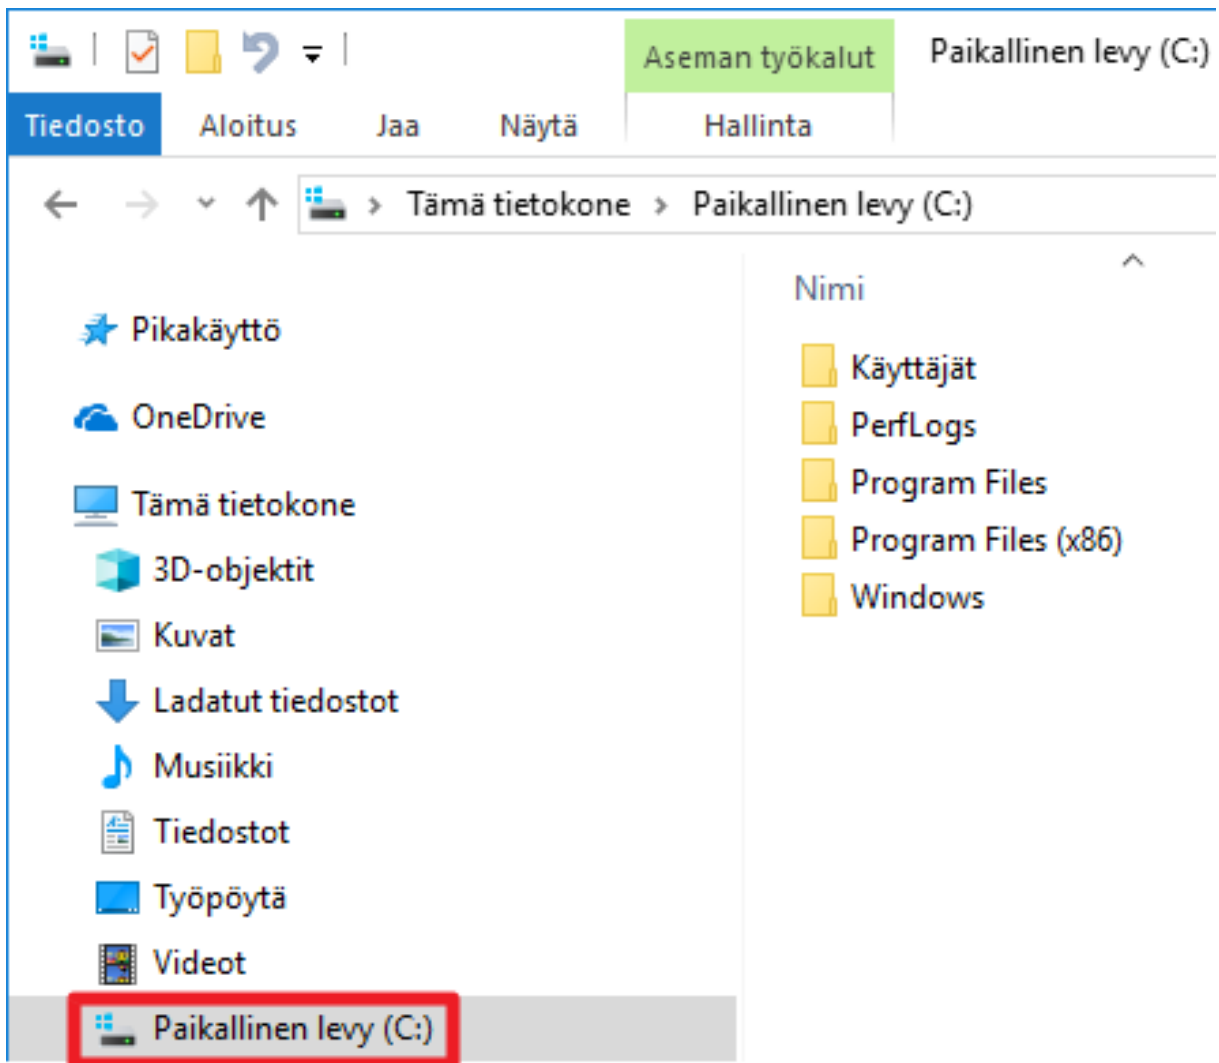 Aseman työkalut
Paikallinen levy (C:)
Tiedosto
Aloitus
Jaa
Näytä
Hallinta
Tämä tietokone
Paikallinen levy (C:)
Pikakäyttö
OneDrive
Tämä tietokone
3D-objektit
Kuvat
Ladatut tiedostot
Musiikki
Tiedostot
Työpöytä
Videot
Paikallinen levy (C:)
Nimi
Käyttäjät
PerfLogs
Program Files
Program Files (x86)
Windows